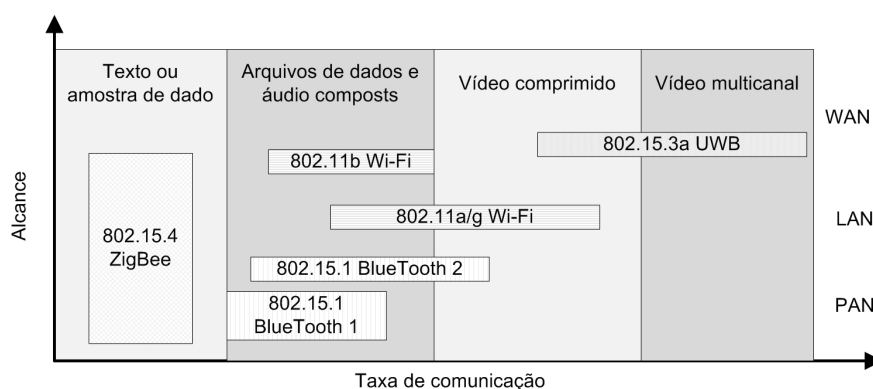 Texto ou
amostra de dado
Arquivos de dados e
áudio composts
Vídeo comprimido
Vídeo multicanal
WAN
802.15.3a UWB
802.11b Wi-Fi
Alcance
802.11a/g Wi-Fi
LAN
802.15.4
ZigBee
802.15.1 BlueTooth 2
802.15.1
BlueTooth 1
PAN
Taxa de comunicação